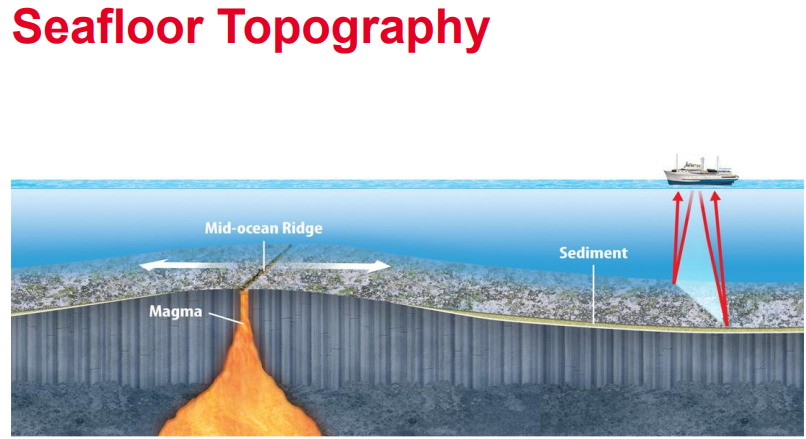 Seafloor Topography
Mid-ocean Ridge
Sediment
Magma